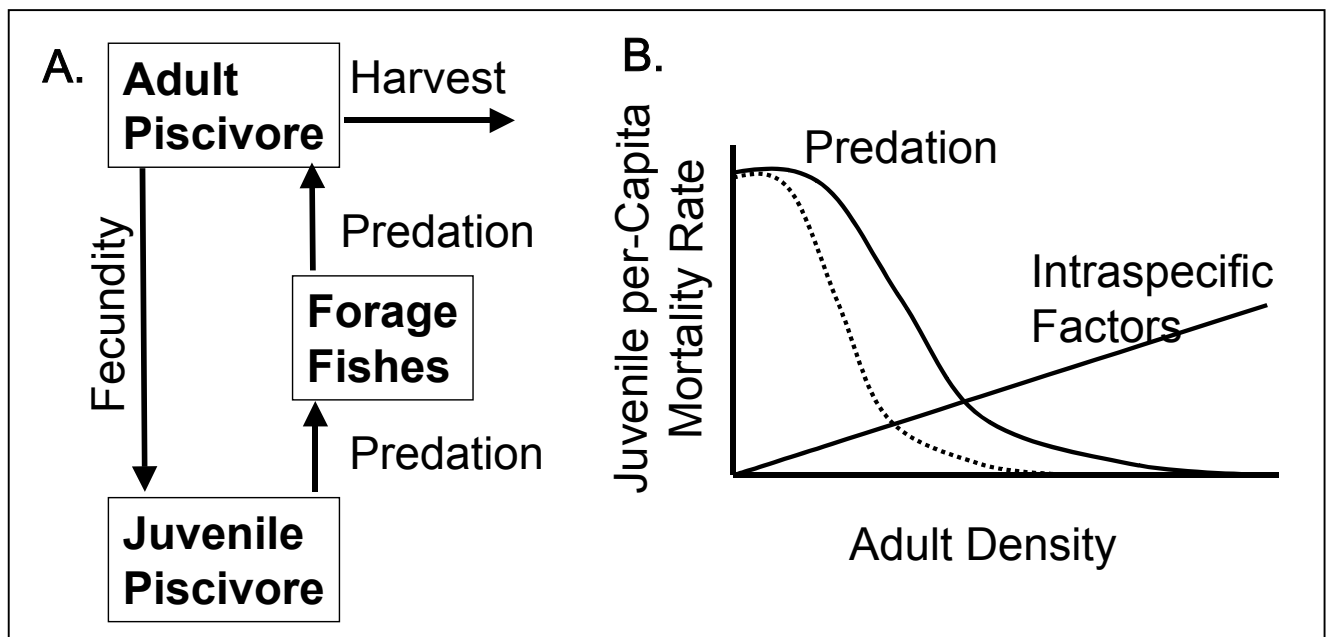 A.
Adult
Piscivore
Harvest
Fecundity
Predation
Forage
Fishes
Predation
Juvenile
Piscivore
B.
Juvenile per-Capita
Mortality Rate
Predation
Intraspecific
Factors
Adult Density